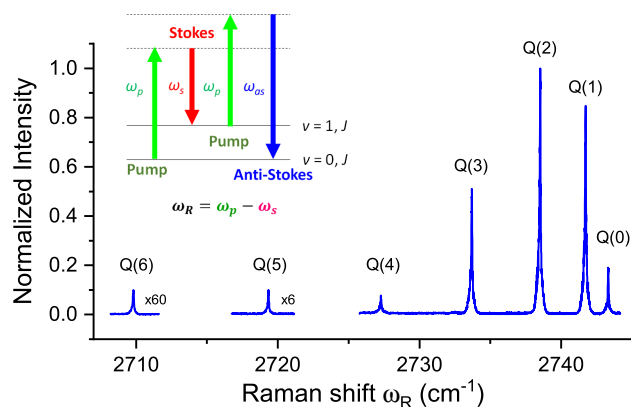 Stokes
Q(2)
1.0
ωp
ωs
ωp
ωas
Q(1)
0.8
v = 1, J
Pump
v = 0, J
Pump
Anti-Stokes
Q(3)
0.6
ωR = ωp − ωs
0.4
Q(6)
Q(5)
Q(4)
Q(0)
0.2
x60
x6
0.0
Normalized Intensity
2710
2720
2730
2740
Raman shift ωR (cm-1)